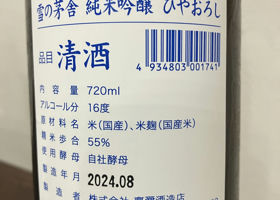 雪の茅舎 純米吟醸 ひやおろし
品目 清酒
4 934803 001741
内容量 720ml
アルコール分 16度
原材料名 米(国産)、米麹(国産米)
精米歩合 55%
使用酵母 自社酵母
製造年月 2024.08
製造者 株式会社 齋彌酒造店